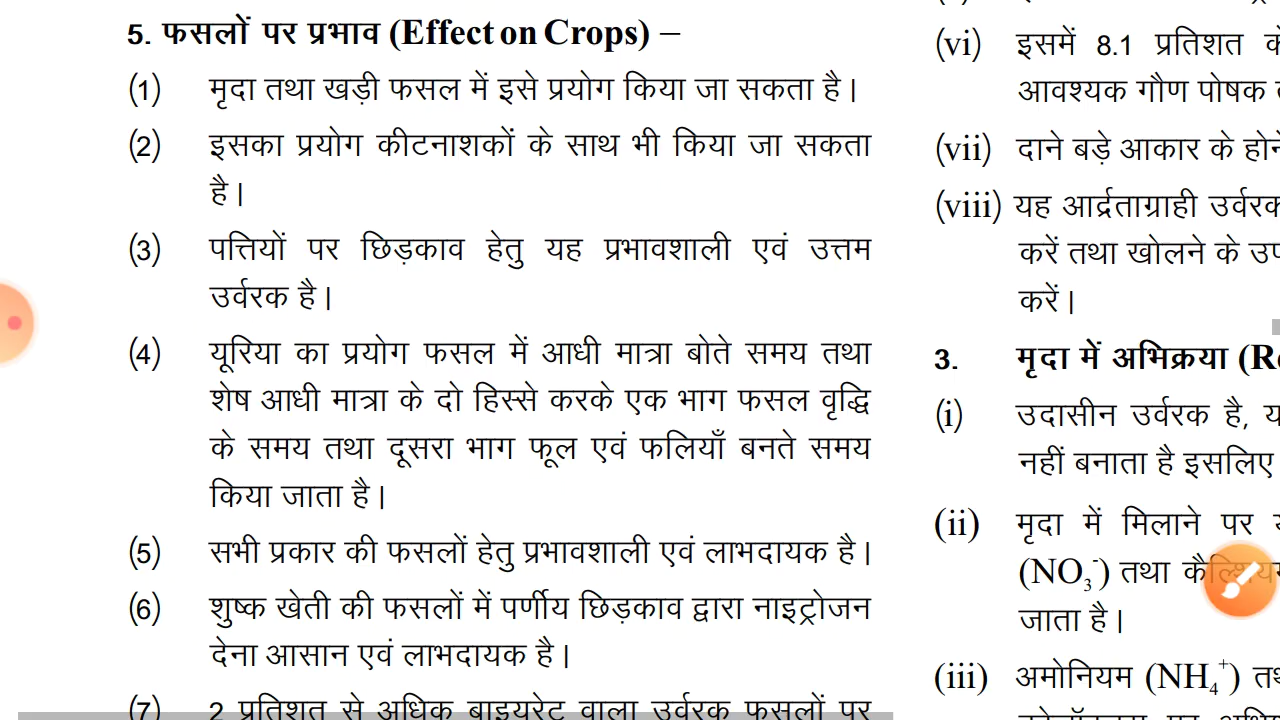 5. फसलों पर प्रभाव (Effect on Crops) –
(1) मृदा तथा खड़ी फसल में इसे प्रयोग किया जा सकता है।
(2) इसका प्रयोग कीटनाशकों के साथ भी किया जा सकता
है।
(3) पत्तियों पर छिड़काव हेतु यह प्रभावशाली एवं उत्तम
उर्वरक है।
(4) यूरिया का प्रयोग फसल में आधी मात्रा बोते समय तथा
शेष आधी मात्रा के दो हिस्से करके एक भाग फसल वृद्धि
के समय तथा दूसरा भाग फूल एवं फलियाँ बनते समय
किया जाता है।
(5) सभी प्रकार की फसलों हेतु प्रभावशाली एवं लाभदायक है।
(6) शुष्क खेती की फसलों में पर्णीय छिड़काव द्वारा नाइट्रोजन
देना आसान एवं लाभदायक है।
(7) 2 प्रतिशत से अधिक बाइयूरेट वाला उर्वरक फसलों पर
(vi) इसमें 8.1 प्रतिशत
आवश्यक गौण पोषक
(vii) दाने बड़े आकार के
(viii) यह आर्द्रताग्राही
करें तथा खोलने के
करें।
3. मृदा में अभिक्रया
(i) उदासीन उर्वरक है,
नहीं बनाता है इसलिए
(ii) मृदा में मिलाने पर
(NO₃⁻) तथा
जाता है।
(iii) अमोनियम (NH₄⁺)